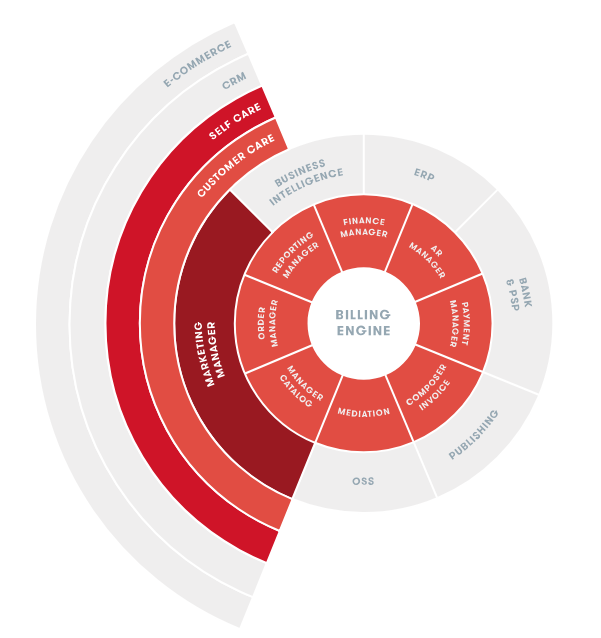 E-COMMERCE
CRM
SELF CARE
CUSTOMER CARE
MARKETING
MANAGER
BUSINESS
INTELLIGENCE
ERP
BANK
& PSP
PUBLISHING
OSS
FINANCE
MANAGER
AR
MANAGER
PAYMENT
MANAGER
COMPOSER
INVOICE
MEDIATION
MANAGER
CATALOG
ORDER
MANAGER
REPORTING
MANAGER
BILLING
ENGINE